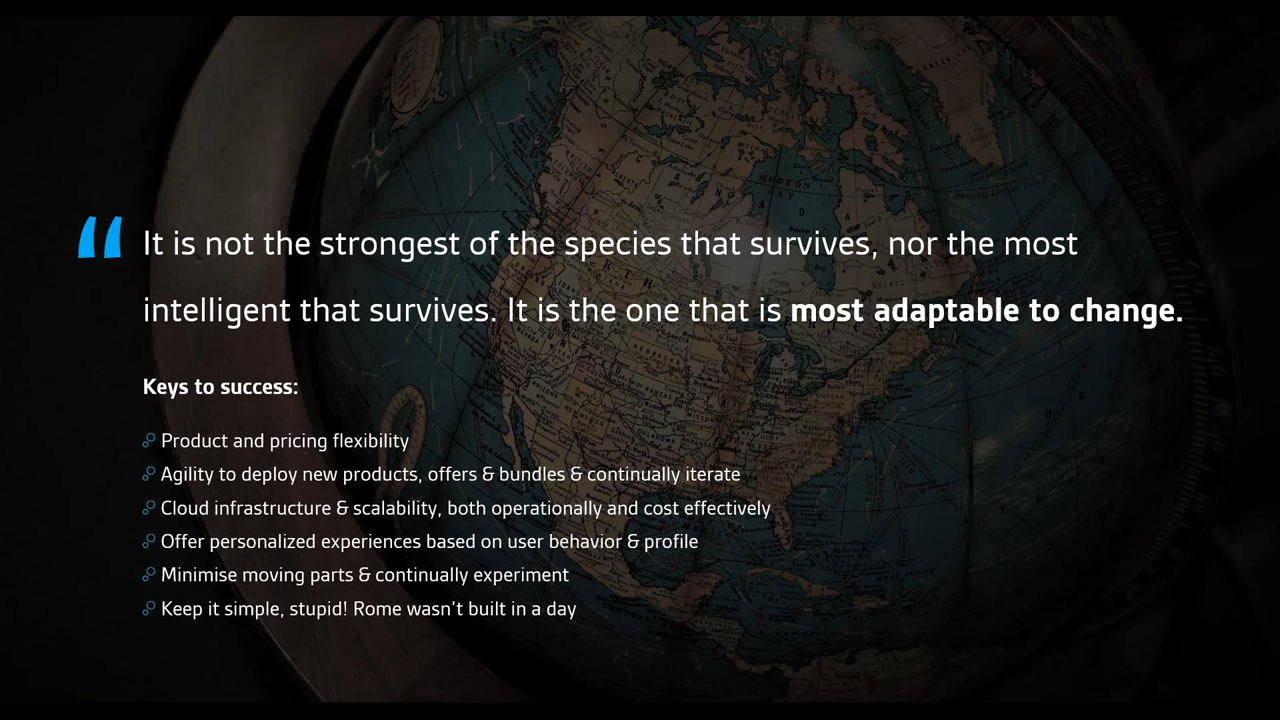 “ It is not the strongest of the species that survives, nor the most
intelligent that survives. It is the one that is most adaptable to change.
Keys to success:
Product and pricing flexibility
Agility to deploy new products, offers & bundles & continually iterate
Cloud infrastructure & scalability, both operationally and cost effectively
Offer personalized experiences based on user behavior & profile
Minimise moving parts & continually experiment
Keep it simple, stupid! Rome wasn’t built in a day